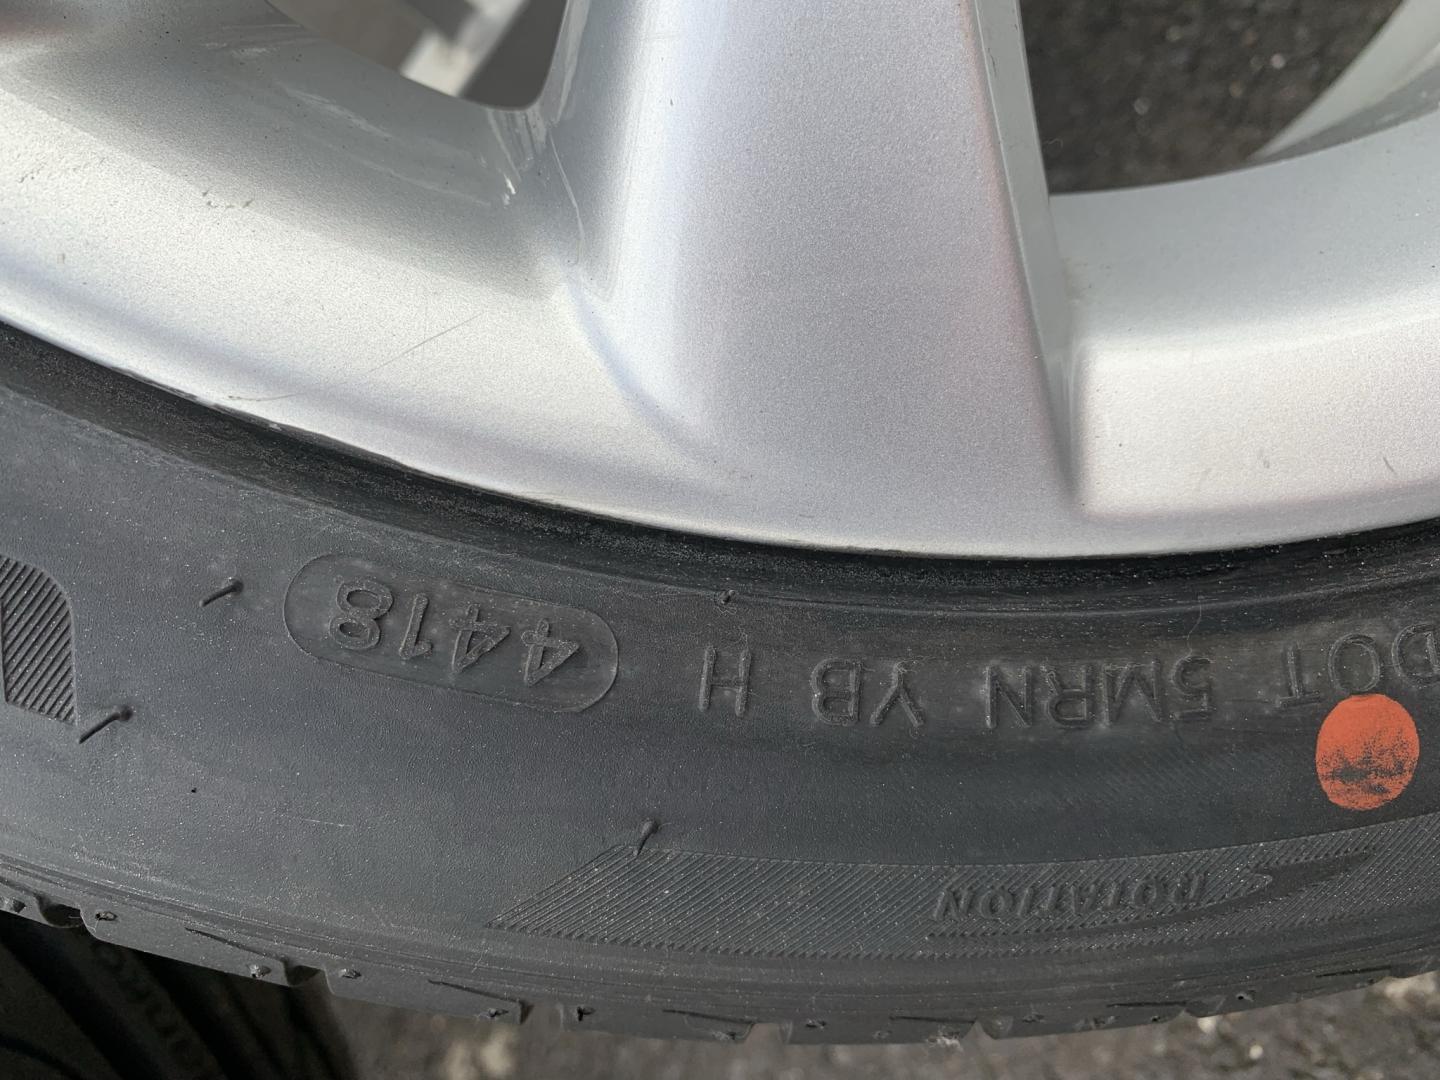 DOT 5MRN YB H 4418
ROTATION